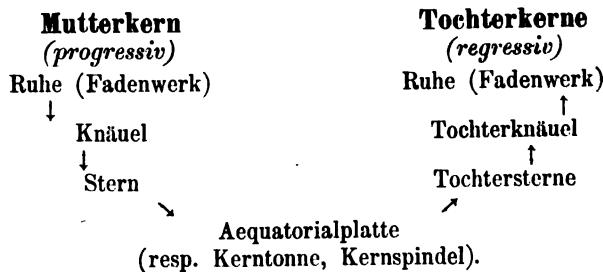 Mutterkern
(progressiv)
Ruhe (Fadenwerk)
↓
Knäuel
↓
Stern
↘
Tochterkerne
(regressiv)
Ruhe (Fadenwerk)
↑
Tochterknäuel
↑
Tochtersterne
↗
Aequatorialplatte
(resp. Kerntonne, Kernspindel).